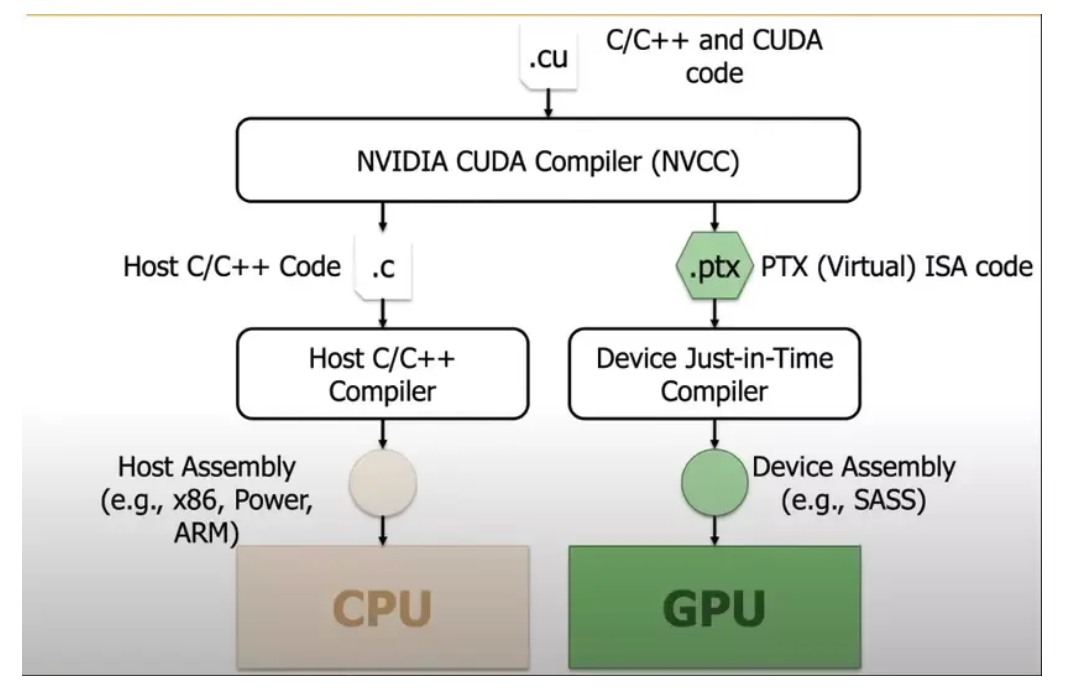 .cu
C/C++ and CUDA
code
NVIDIA CUDA Compiler (NVCC)
Host C/C++ Code
.c
.ptx
PTX (Virtual) ISA code
Host C/C++
Compiler
Device Just-in-Time
Compiler
Host Assembly
(e.g., x86, Power,
ARM)
Device Assembly
(e.g., SASS)
CPU
GPU